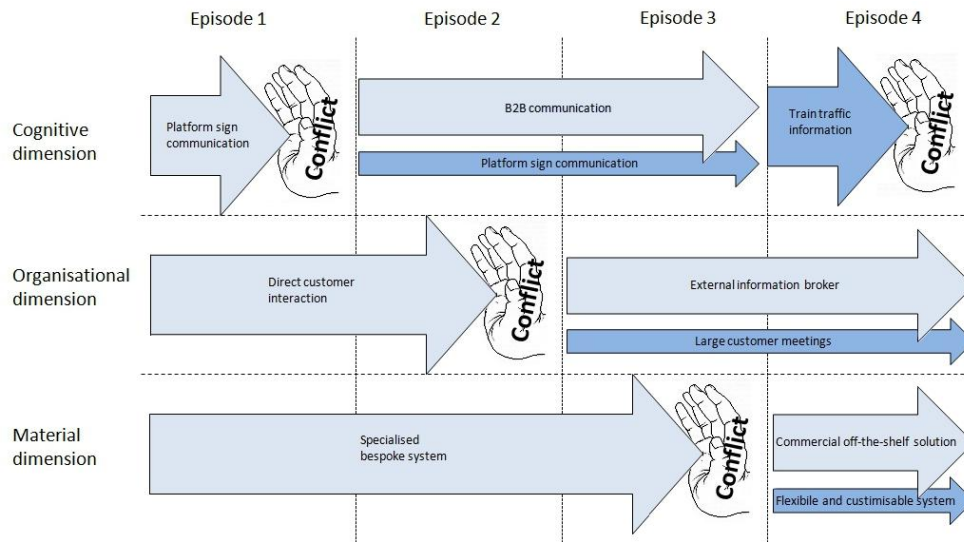 Episode 1
Episode 2
Episode 3
Episode 4
Cognitive
dimension
Platform sign
communication
Conflict
B2B communication
Platform sign communication
Train traffic
information
Conflict
Organisational
dimension
Direct customer
interaction
Conflict
External information broker
Large customer meetings
Material
dimension
Specialised
bespoke system
Conflict
Commercial off-the-shelf solution
Flexibile and custimisable system